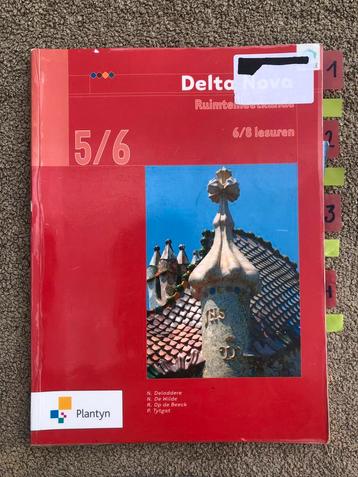 Delta Nova
Ruimtemeetkunde
6/8 lesuren
5/6
1
2
3
4
N. Deloddere
N. De Wilde
R. Op de Beeck
P. Tytgat
Plantyn